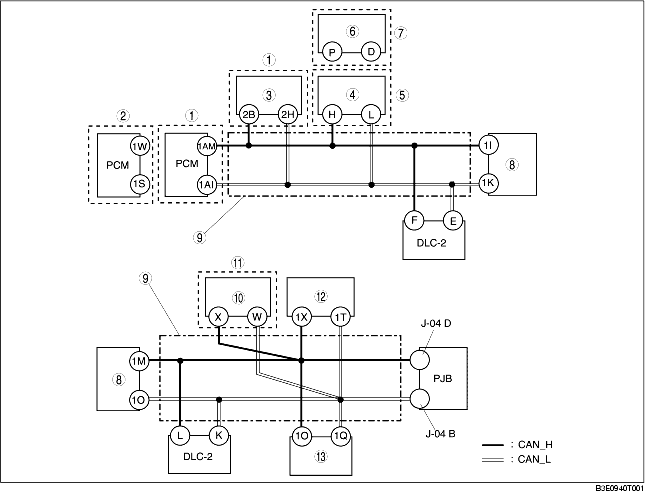 ⑥ ⑦
P D
① ③ ④ ⑤
2B 2H H L
② ①
PCM 1W 1S
PCM 1AM 1AI
1I 1K ⑧
⑨
F E
DLC-2
⑨ ⑪ ⑩ ⑫
X W 1X 1T
J-04 D
⑧ 1M 1O
PJB
J-04 B
L K
DLC-2
1O 1Q
⑬
: CAN_H
: CAN_L
B3E0940T001